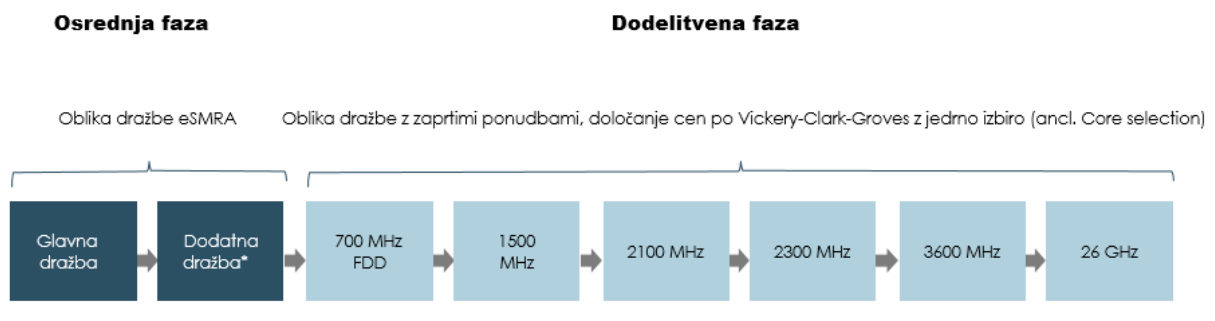 Osrednja faza
Dodelitvena faza
Oblika dražbe eSMRA
Oblika dražbe z zaprtimi ponudbami, določanje cen po Vickery-Clark-Groves z jedrno izbiro (ancl. Core selection)
Glavna
dražba
Dodatna
dražba*
700 MHz
FDD
1500
MHz
2100 MHz
2300 MHz
3600 MHz
26 GHz